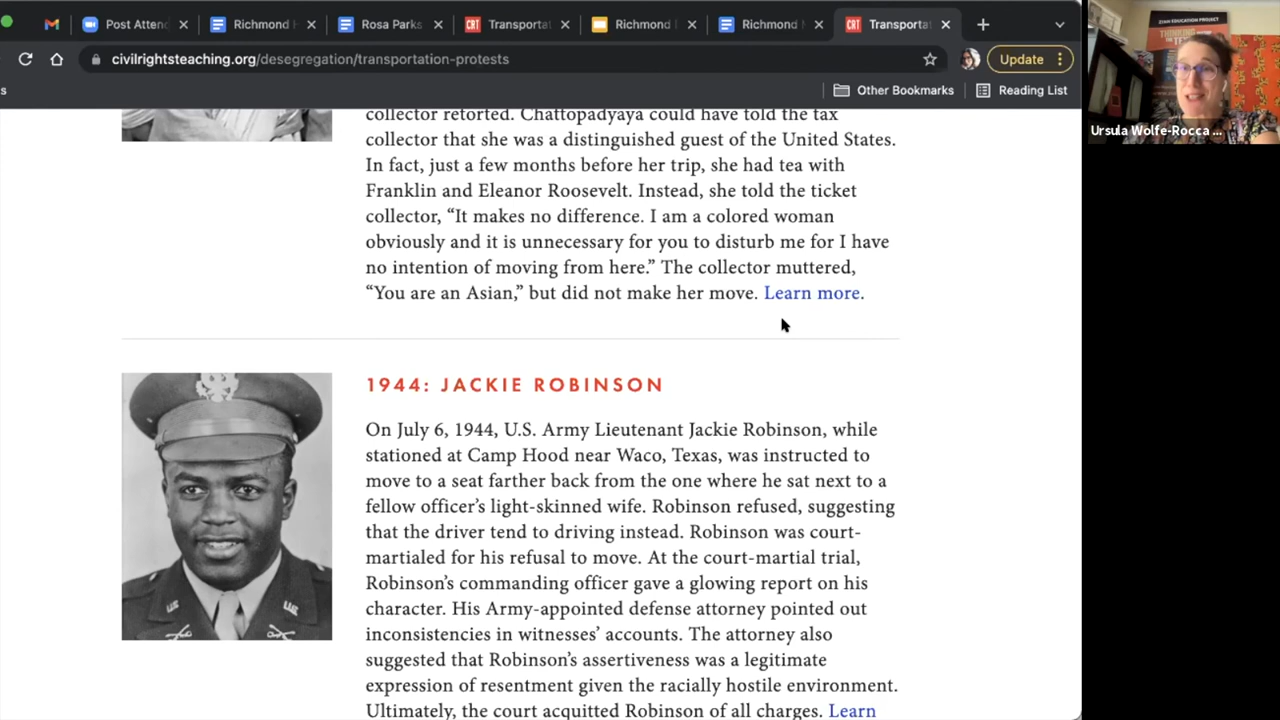 Post Atten
Richmond
Rosa Parks
CRT
Transporta
Richmond
Richmond
CRT
Transporta
civilrightsteaching.org/desegregation/transportation-protests
Update
s
Other Bookmarks
Reading List
collector retorted. Chattopadyaya could have told the tax
collector that she was a distinguished guest of the United States.
In fact, just a few months before her trip, she had tea with
Franklin and Eleanor Roosevelt. Instead, she told the ticket
collector, “It makes no difference. I am a colored woman
obviously and it is unnecessary for you to disturb me for I have
no intention of moving from here.” The collector muttered,
“You are an Asian,” but did not make her move. Learn more.
1944: JACKIE ROBINSON
On July 6, 1944, U.S. Army Lieutenant Jackie Robinson, while
stationed at Camp Hood near Waco, Texas, was instructed to
move to a seat farther back from the one where he sat next to a
fellow officer’s light-skinned wife. Robinson refused, suggesting
that the driver tend to driving instead. Robinson was court-
martialed for his refusal to move. At the court-martial trial,
Robinson’s commanding officer gave a glowing report on his
character. His Army-appointed defense attorney pointed out
inconsistencies in witnesses’ accounts. The attorney also
suggested that Robinson’s assertiveness was a legitimate
expression of resentment given the racially hostile environment.
Ultimately, the court acquitted Robinson of all charges. Learn
Ursula Wolfe-Rocca ...